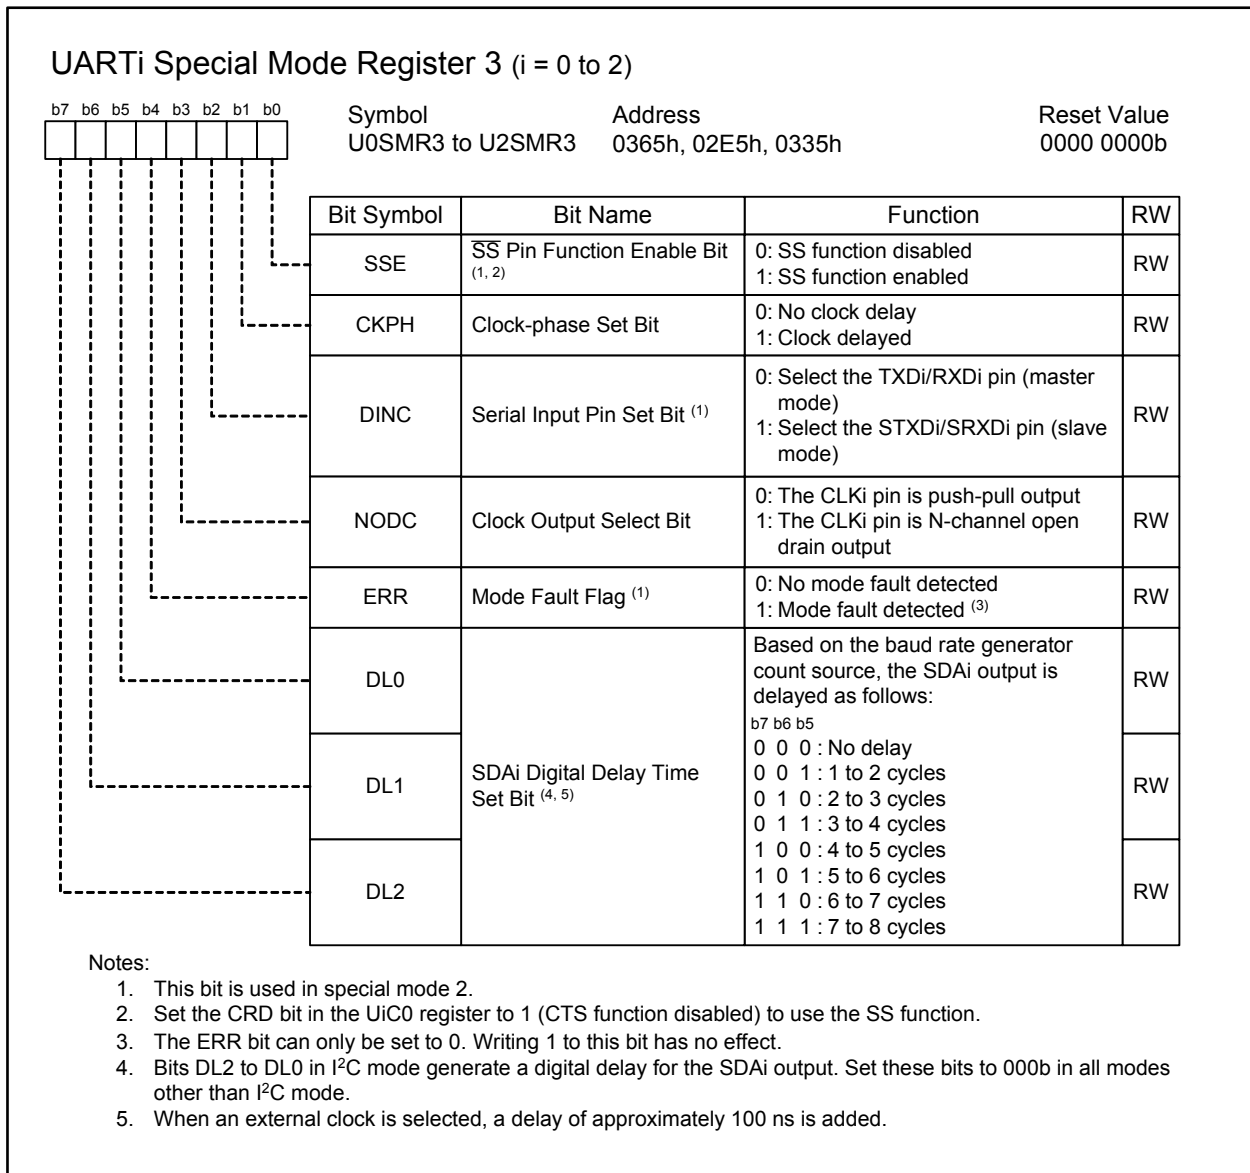 UARTi Special Mode Register 3 (i = 0 to 2)
b7 b6 b5 b4 b3 b2 b1 b0
Symbol Address Reset Value
U0SMR3 to U2SMR3 0365h, 02E5h, 0335h 0000 0000b
Bit Symbol Bit Name Function RW
SSE SS Pin Function Enable Bit (1, 2) 0: SS function disabled RW
1: SS function enabled
CKPH Clock-phase Set Bit 0: No clock delay RW
1: Clock delayed
DINC Serial Input Pin Set Bit (1) 0: Select the TXDi/RXDi pin (master RW
mode)
1: Select the STXDi/SRXDi pin (slave
mode)
NODC Clock Output Select Bit 0: The CLKi pin is push-pull output RW
1: The CLKi pin is N-channel open
drain output
ERR Mode Fault Flag (1) 0: No mode fault detected RW
1: Mode fault detected (3)
DL0 Based on the baud rate generator RW
count source, the SDAi output is
delayed as follows:
b7 b6 b5
0 0 0 : No delay
DL1 SDAi Digital Delay Time 0 0 1 : 1 to 2 cycles RW
Set Bit (4, 5) 0 1 0 : 2 to 3 cycles
0 1 1 : 3 to 4 cycles
1 0 0 : 4 to 5 cycles
DL2 1 0 1 : 5 to 6 cycles RW
1 1 0 : 6 to 7 cycles
1 1 1 : 7 to 8 cycles
Notes:
1. This bit is used in special mode 2.
2. Set the CRD bit in the UiC0 register to 1 (CTS function disabled) to use the SS function.
3. The ERR bit can only be set to 0. Writing 1 to this bit has no effect.
4. Bits DL2 to DL0 in I²C mode generate a digital delay for the SDAi output. Set these bits to 000b in all modes
other than I²C mode.
5. When an external clock is selected, a delay of approximately 100 ns is added.